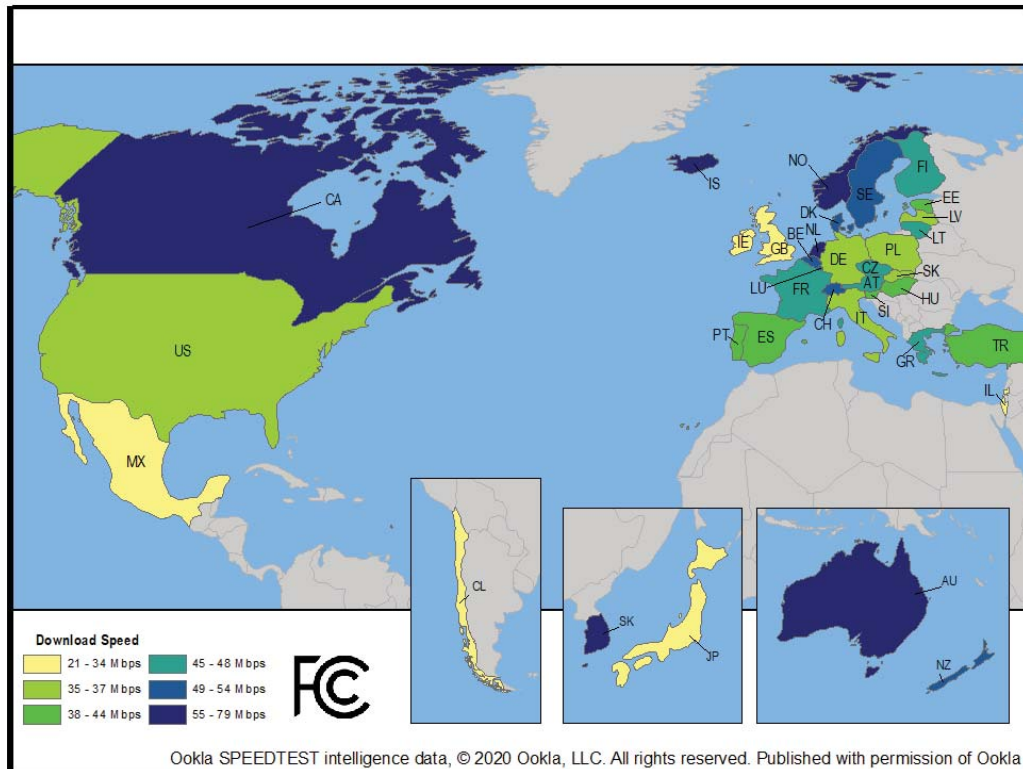 CA
IS
NO
SE
FI
DK
EE
LV
LT
BE
NL
IE
GB
DE
PL
LU
CZ
SK
FR
AT
HU
CH
SI
IT
PT
ES
GR
TR
IL
US
MX
CL
SK
JP
AU
NZ
Download Speed
21 - 34 Mbps
35 - 37 Mbps
38 - 44 Mbps
45 - 48 Mbps
49 - 54 Mbps
55 - 79 Mbps
FCC
Ookla SPEEDTEST intelligence data, © 2020 Ookla, LLC. All rights reserved. Published with permission of Ookla